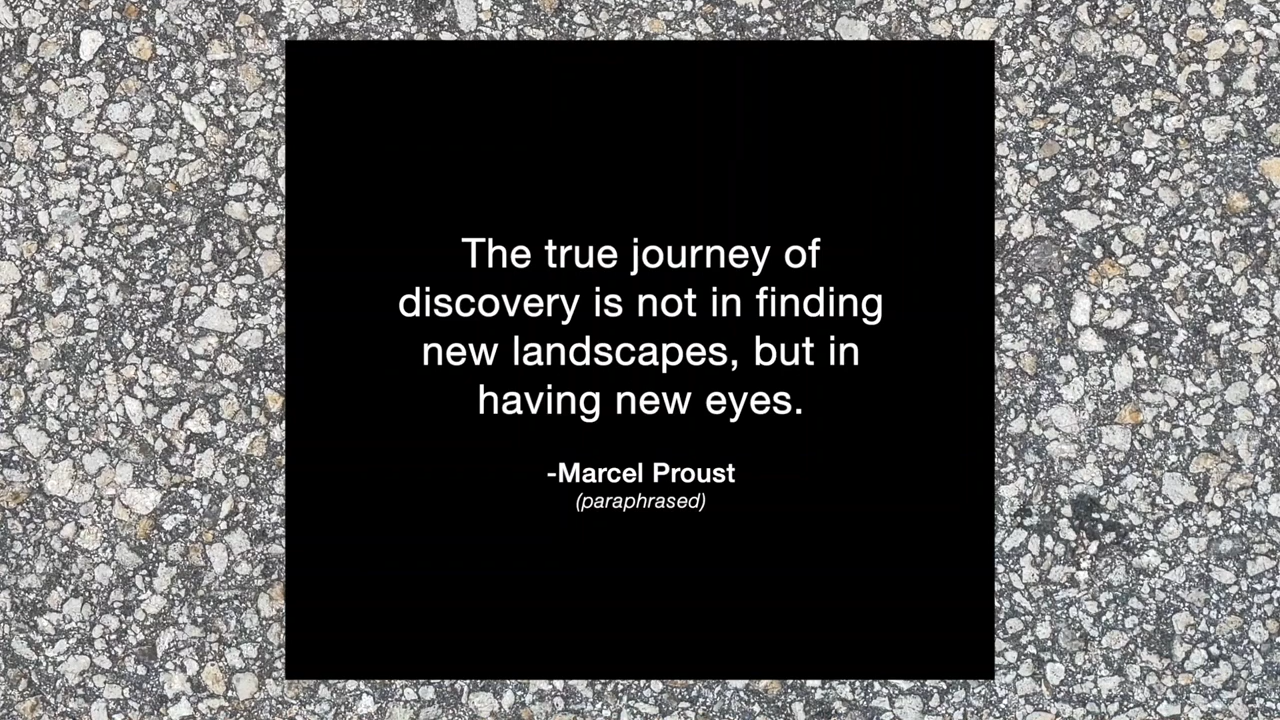 The true journey of
discovery is not in finding
new landscapes, but in
having new eyes.
-Marcel Proust
(paraphrased)